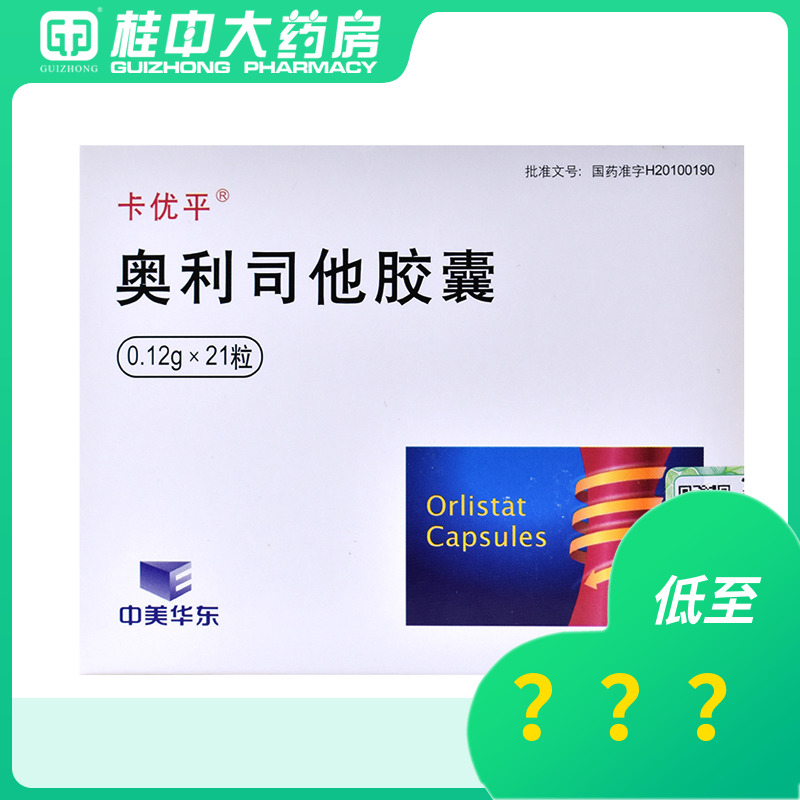 桂中大药房
GUIZHONG
GUIZHONG PHARMACY
批准文号: 国药准字H20100190
卡优平®
奥利司他胶囊
0.12g×21粒
Orlistat
Capsules
中美华东
低至
？？？